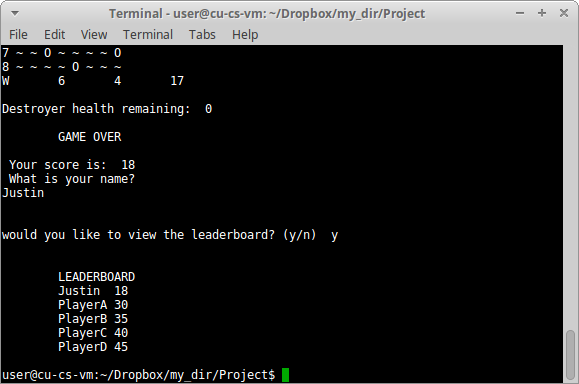 Terminal - user@cu-cs-vm: ~/Dropbox/my_dir/Project
File Edit View Terminal Tabs Help
7 ~ ~ O ~ ~ ~ ~ O
8 ~ ~ ~ ~ O ~ ~ ~
W 6 4 17
Destroyer health remaining: 0
GAME OVER
Your score is: 18
What is your name?
Justin
would you like to view the leaderboard? (y/n) y
LEADERBOARD
Justin 18
PlayerA 30
PlayerB 35
PlayerC 40
PlayerD 45
user@cu-cs-vm:~/Dropbox/my_dir/Project$